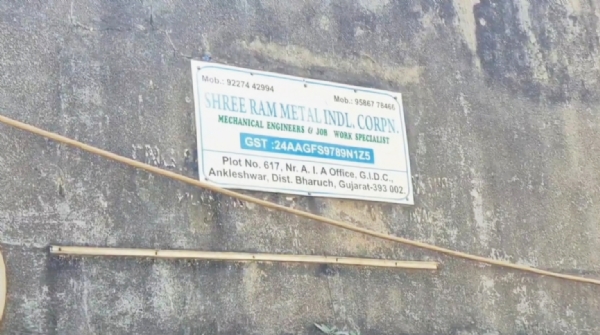 Mob.: 92274 42994 Mob.: 95867 78466
SHREE RAM METAL INDL. CORPN.
MECHANICAL ENGINEERS & JOB WORK SPECIALIST
GST :24AAGFS9789N1Z5
Plot No. 617, Nr. A. I. A Office, G.I.D.C.,
Ankleshwar, Dist. Bharuch, Gujarat-393 002